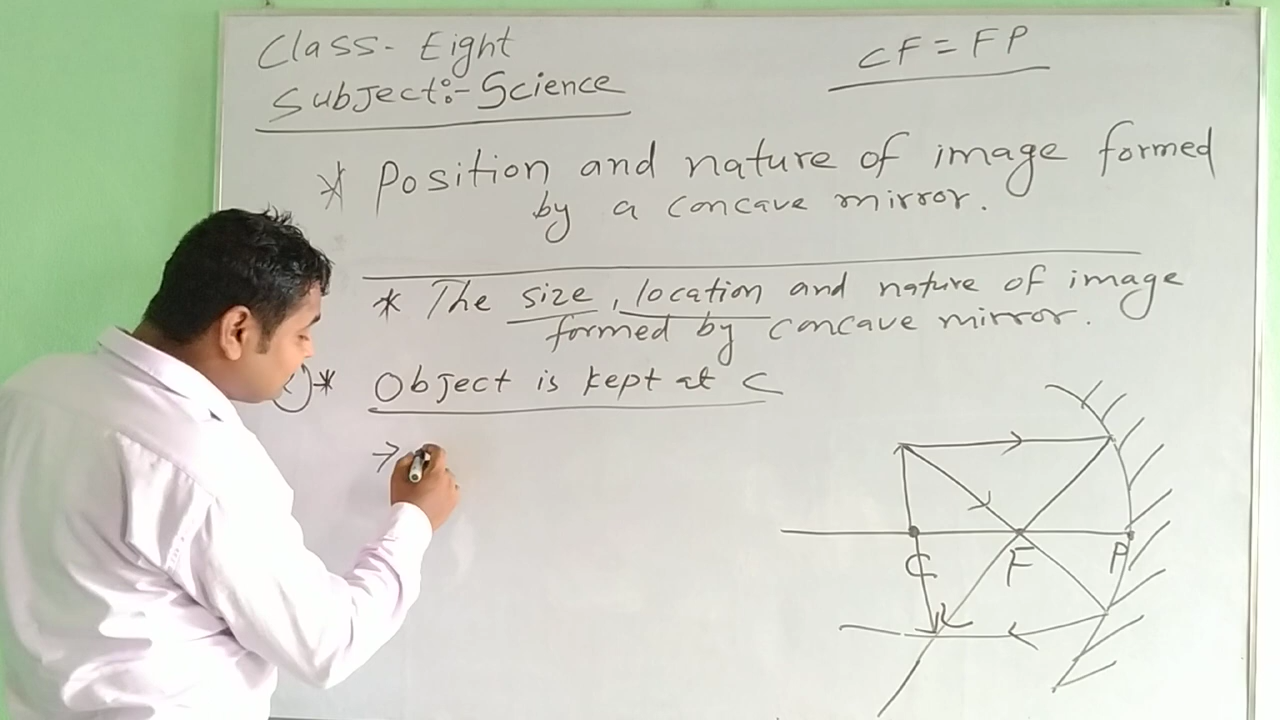 Class- Eight
Subject:- Science
CF = FP
* Position and nature of image formed
by a concave mirror.
* The size, location and nature of image
formed by concave mirror.
* Object is kept at C
→
C F P